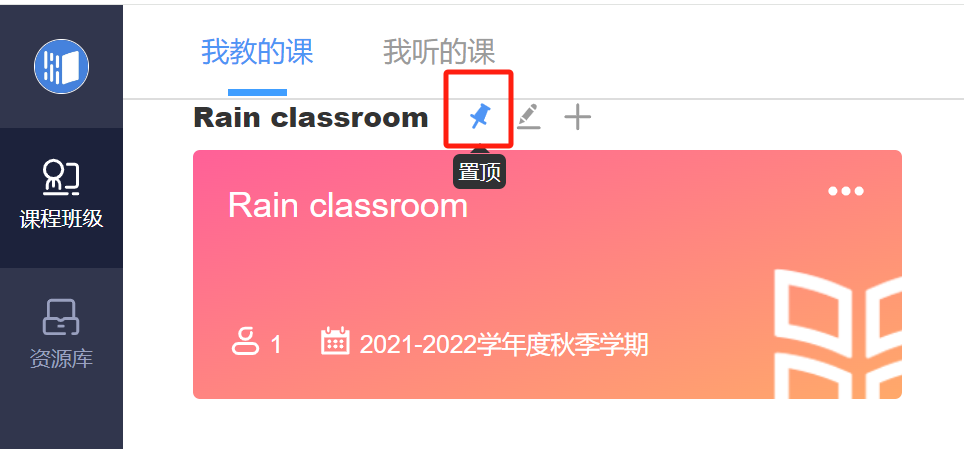 我教的课 我听的课
Rain classroom
置顶
Rain classroom
课程班级
1 2021-2022学年度秋季学期
资源库